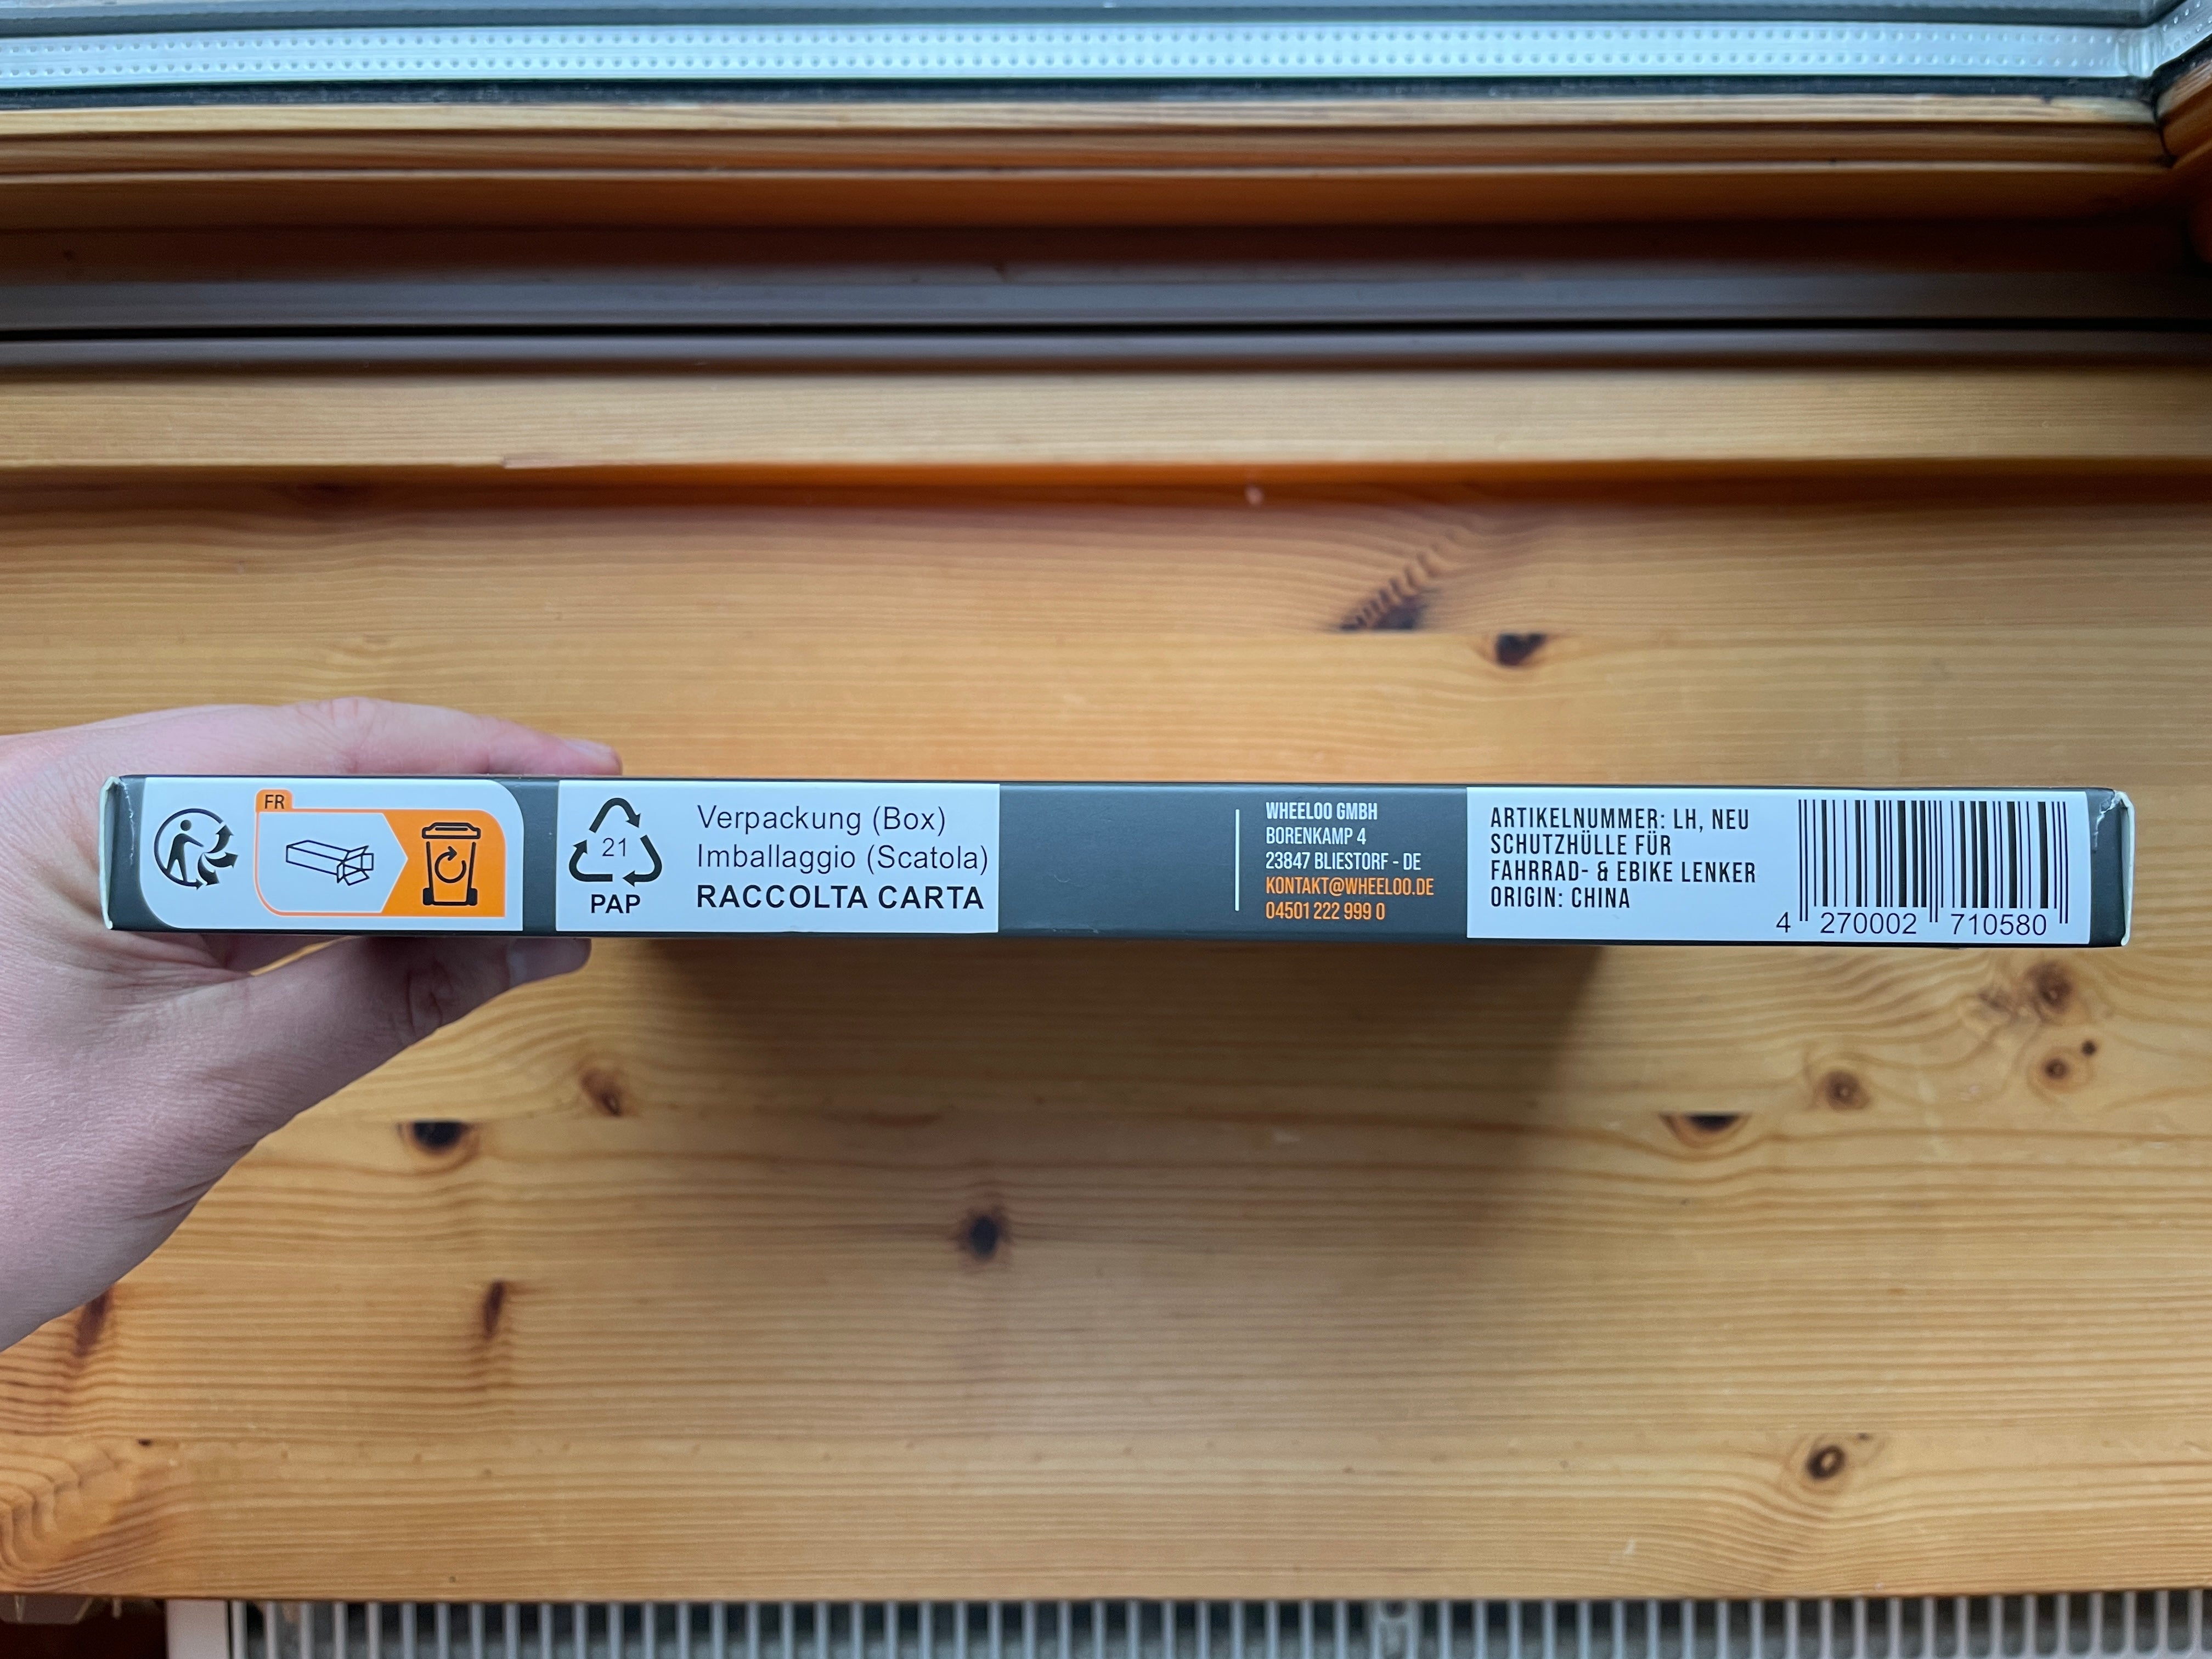 FR
21
PAP
Verpackung (Box)
Imballaggio (Scatola)
RACCOLTA CARTA
WHEELOO GMBH
BORENKAMP 4
23847 BLIESTORF - DE
KONTAKT@WHEELOO.DE
04501 222 999 0
ARTIKELNUMMER: LH, NEU
SCHUTZHÜLLE FÜR
FAHRRAD- & EBIKE LENKER
ORIGIN: CHINA
4 270002 710580